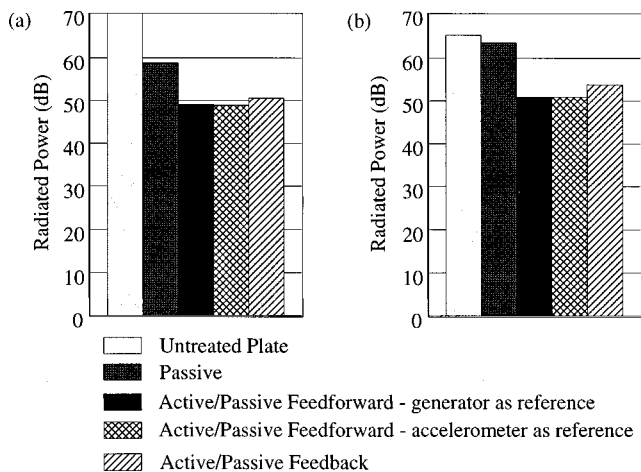 (a)
70
60
50
40
30
20
10
0
Radiated Power (dB)
(b)
70
60
50
40
30
20
10
0
Radiated Power (dB)
Untreated Plate
Passive
Active/Passive Feedforward - generator as reference
Active/Passive Feedforward - accelerometer as reference
Active/Passive Feedback